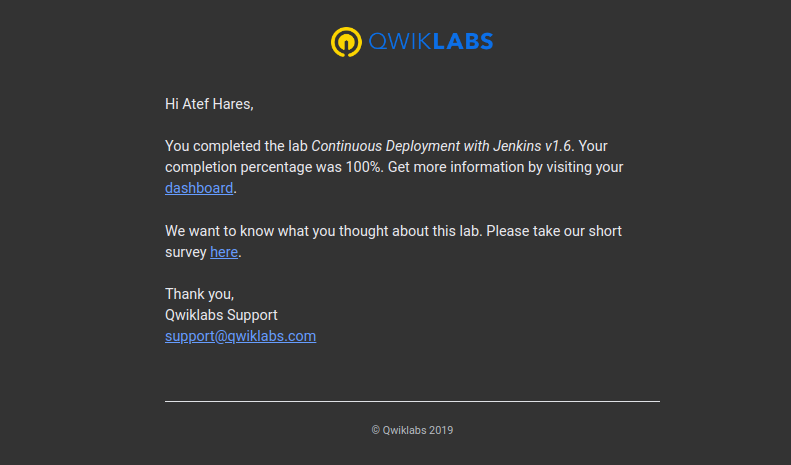 QWIKLABS
Hi Atef Hares,
You completed the lab Continuous Deployment with Jenkins v1.6. Your
completion percentage was 100%. Get more information by visiting your
dashboard.
We want to know what you thought about this lab. Please take our short
survey here.
Thank you,
Qwiklabs Support
support@qwiklabs.com
© Qwiklabs 2019